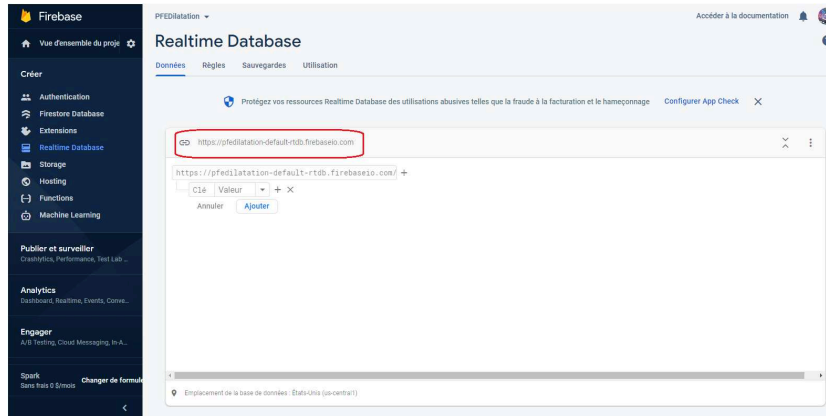 Firebase
PFEDilatation
Accéder à la documentation
Vue d'ensemble du proje
Realtime Database
Données Règles Sauvegardes Utilisation
Créer
Authentication
Firestore Database
Extensions
Realtime Database
Storage
Hosting
Functions
Machine Learning
Protégez vos ressources Realtime Database des utilisations abusives telles que la fraude à la facturation et le hameçonnage Configurer App Check
https://pfedilatation-default-rtdb.firebaseio.com
https://pfedilatation-default-rtdb.firebaseio.com/
Clé Valeur
Annuler Ajouter
Publier et surveiller
Crashlytics, Performance, Test Lab ...
Analytics
Dashboard, Realtime, Events, Conve...
Engager
A/B Testing, Cloud Messaging, In-A...
Spark
Sans frais 0 $/mois
Changer de formule
Emplacement de la base de données : États-Unis (us-central1)